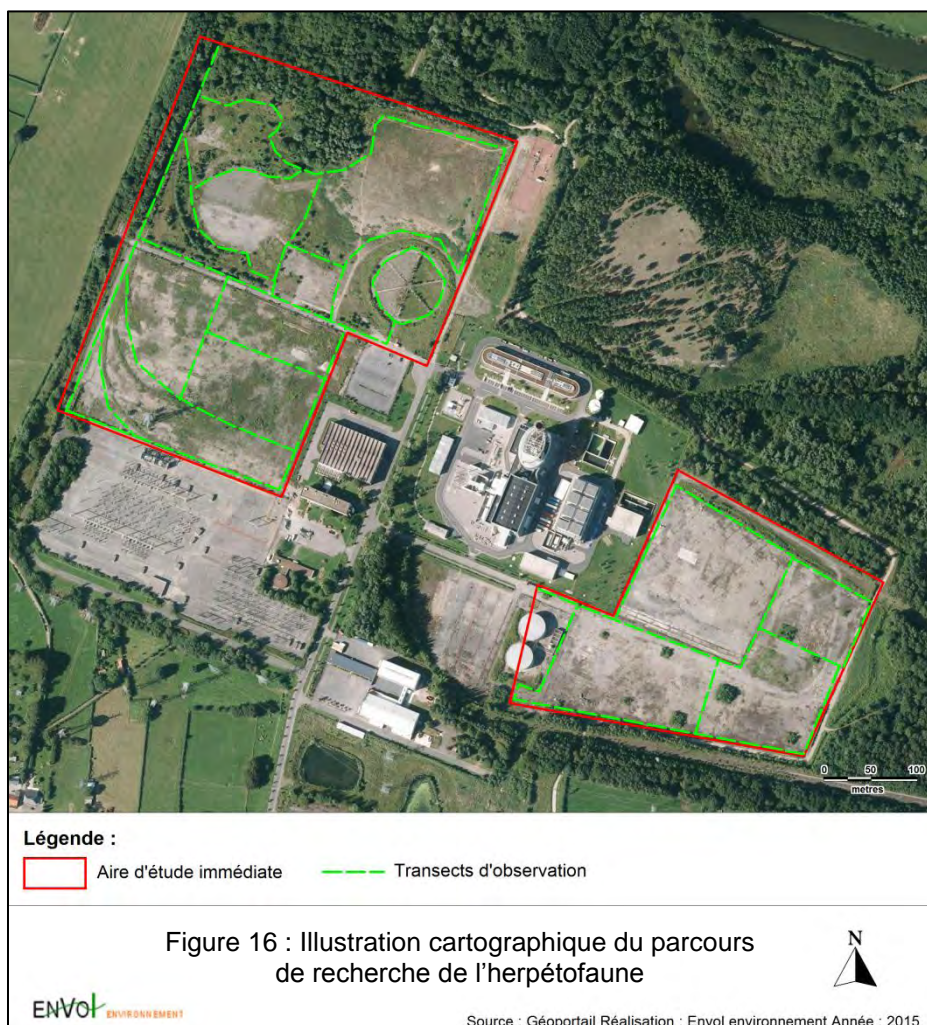 0 50 100
metres
Légende :
Aire d'étude immédiate
Transects d'observation
Figure 16 : Illustration cartographique du parcours
de recherche de l'herpétofaune
N
ENVOL ENVIRONNEMENT
Source : Géoportail Réalisation : Envol environnement Année : 2015